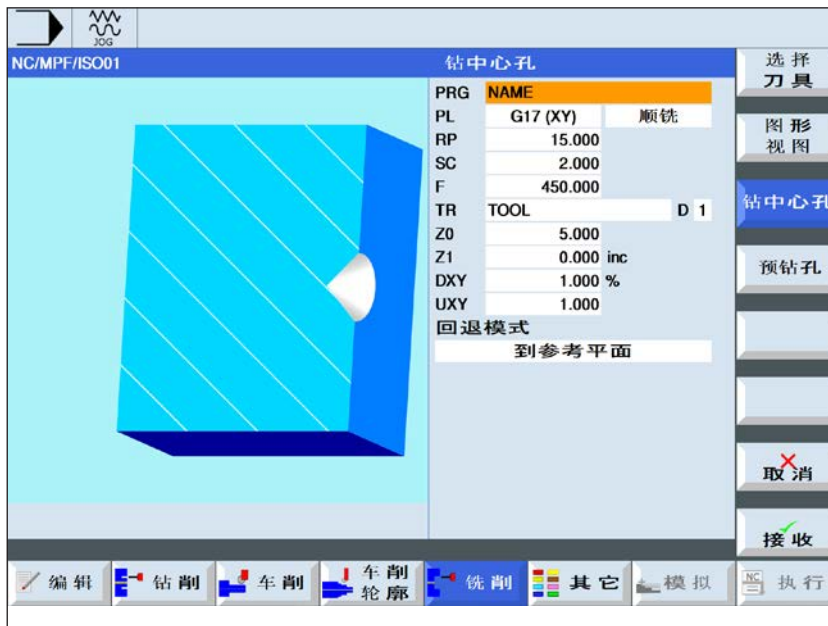 JOG
NC/MPF/ISO01
钻中心孔
PRG NAME
PL G17 (XY) 顺铣
RP 15.000
SC 2.000
F 450.000
TR TOOL D 1
Z0 5.000
Z1 0.000 inc
DXY 1.000 %
UXY 1.000
回退模式
到参考平面
选择
刀具
图形
视图
钻中心孔
预钻孔
取消
接收
编辑
钻削
车削
车削
轮廓
铣削
其它
模拟
NC
执行